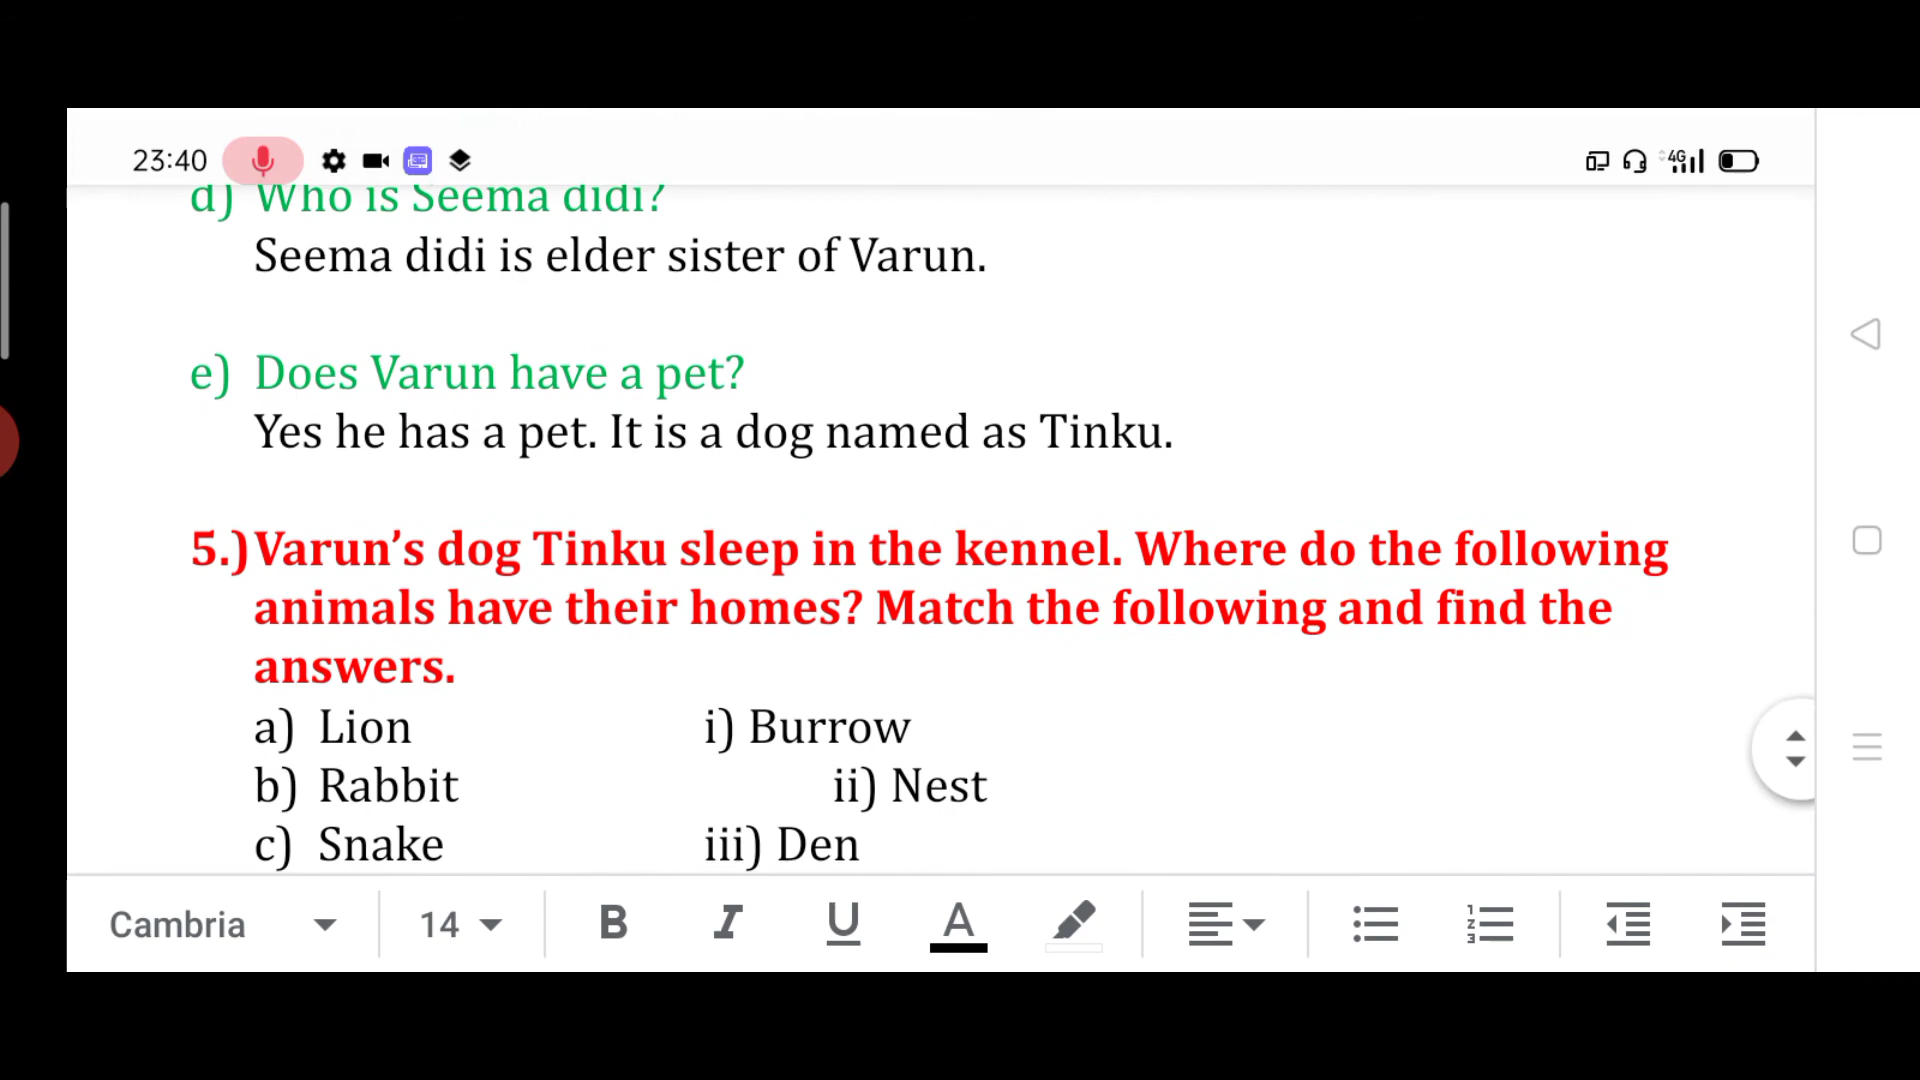 23:40
4G
d) Who is Seema didi?
Seema didi is elder sister of Varun.
e) Does Varun have a pet?
Yes he has a pet. It is a dog named as Tinku.
5.) Varun’s dog Tinku sleep in the kennel. Where do the following
animals have their homes? Match the following and find the
answers.
a) Lion i) Burrow
b) Rabbit ii) Nest
c) Snake iii) Den
Cambria 14 B I U A